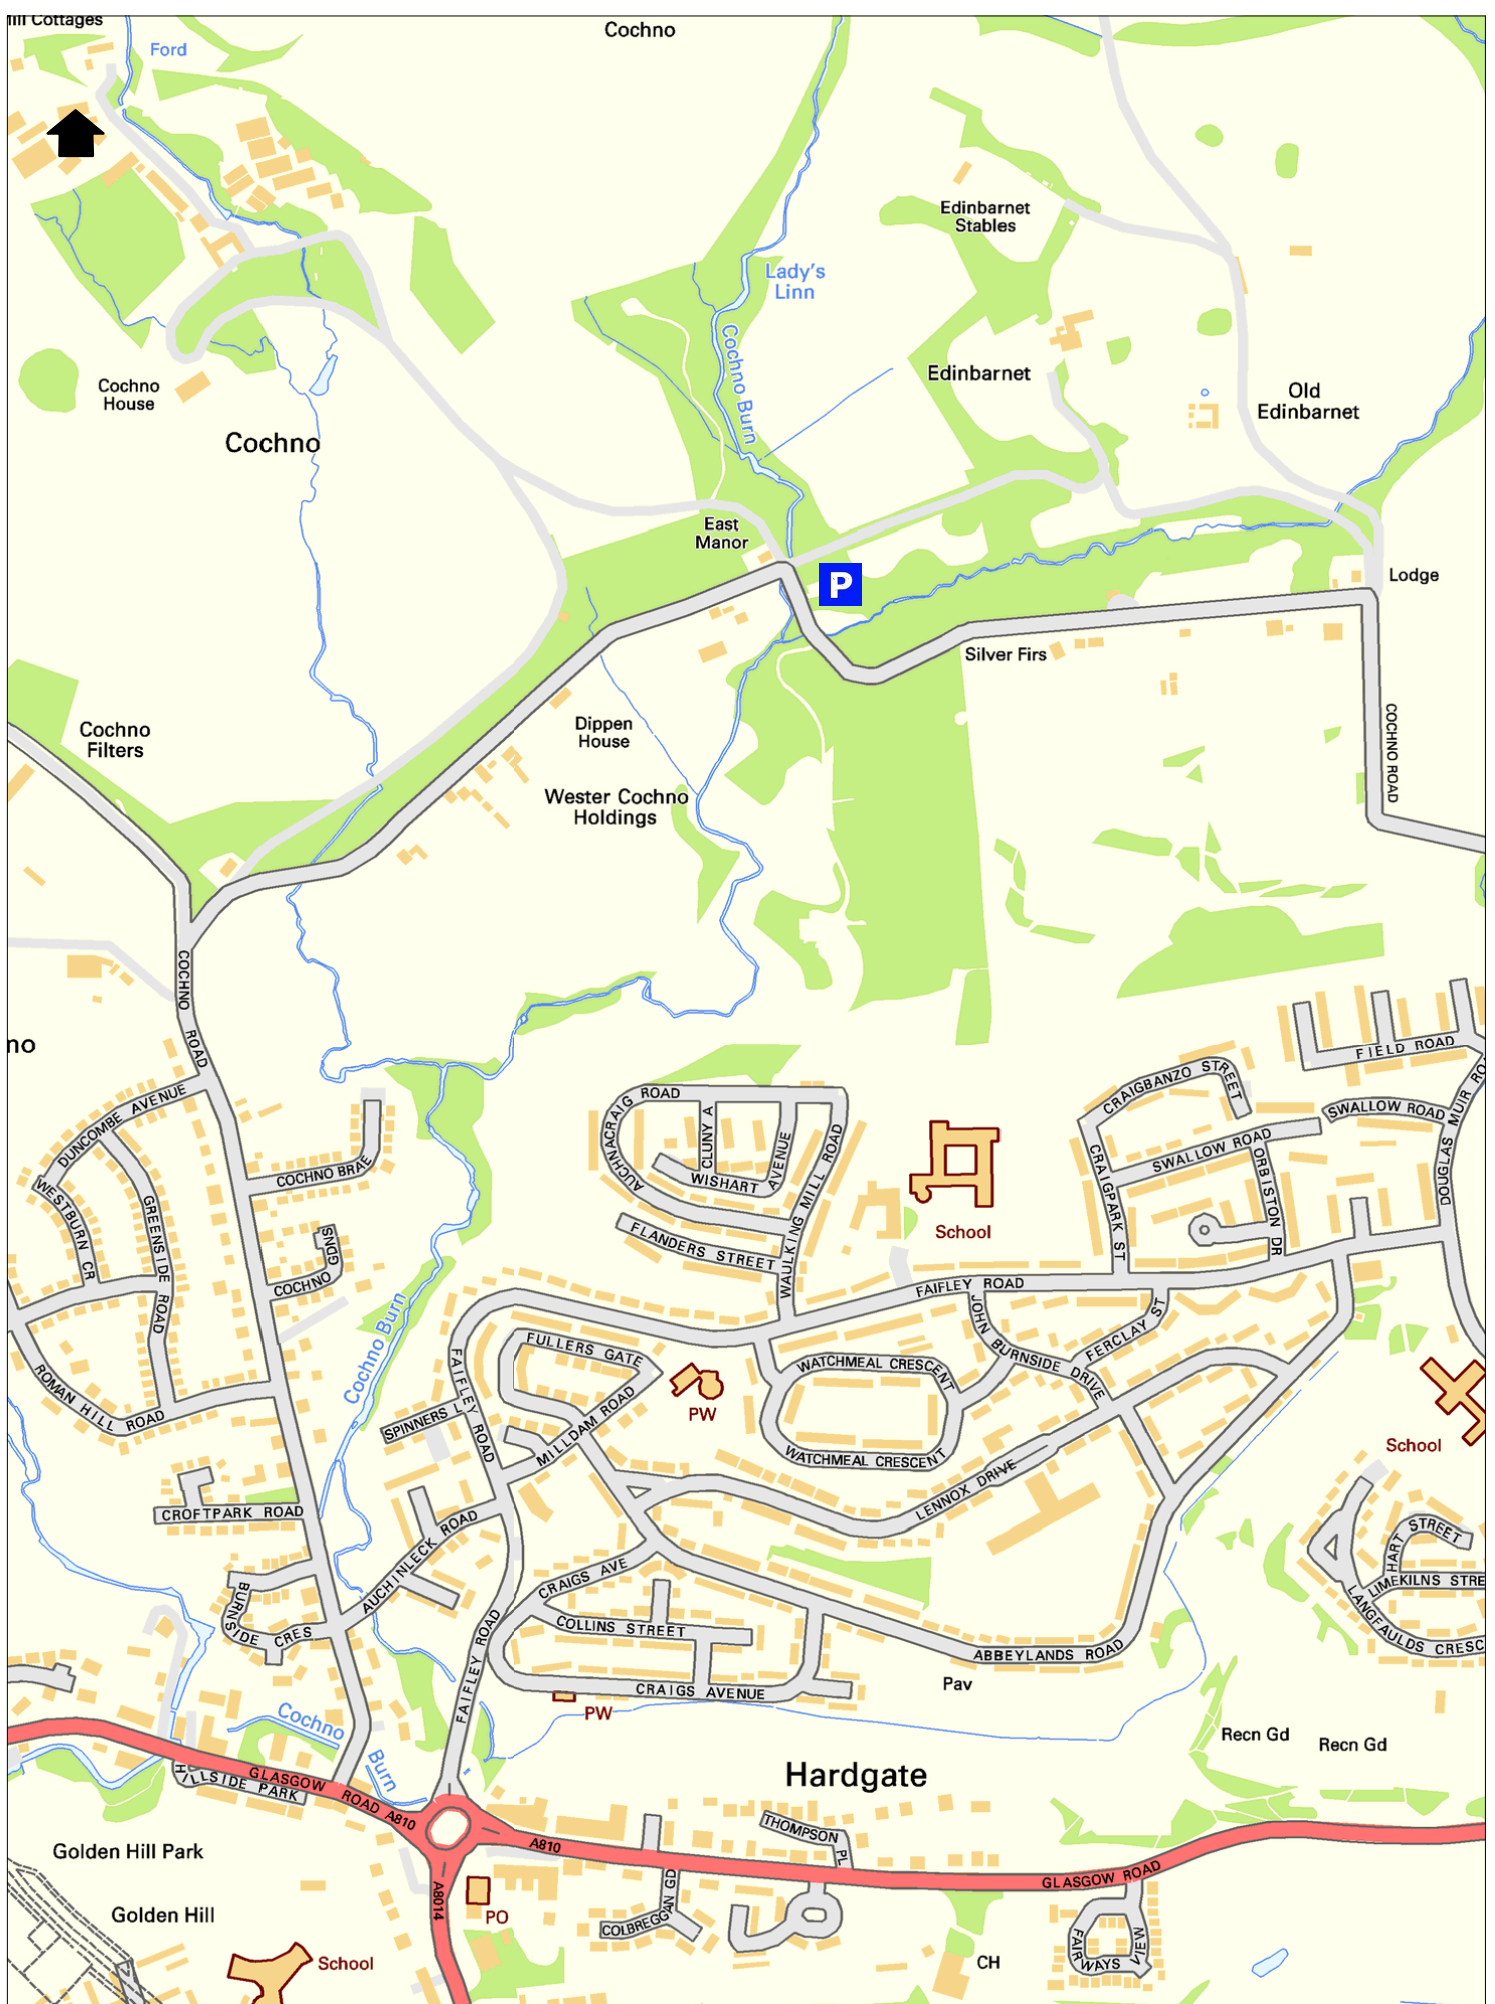 Cottages
Cochno
Ford
Edinbarnet
Stables
Lady's
Linn
Cochno Burn
Edinbarnet
Old
Edinbarnet
Cochno
House
Cochno
East
Manor
P
Lodge
Silver Firs
COCHNO ROAD
Cochno
Filters
Dippen
House
Wester Cochno
Holdings
COCHNO ROAD
no
FIELD ROAD
CRAIGBANZO STREET
SWALLOW ROAD
SWALLOW ROAD
DOUGLAS MUIR
ORBISTON DR
CRAIGPARK ST
DUNCOMBE AVENUE
WESTBURN CR
GREENSIDE ROAD
COCHNO BRAE
COCHNO GDNS
AUCHNACRAIG ROAD
CLUNY A
WISHART AVENUE
WAULKING MILL ROAD
FLANDERS STREET
School
FAIFLEY ROAD
JOHN BURNSIDE DRIVE
FERCLAY ST
Cochno Burn
ROMAN HILL ROAD
FULLERS GATE
FAIFLEY ROAD
SPINNERS L
MILLDAM ROAD
PW
WATCHMEAL CRESCENT
WATCHMEAL CRESCENT
LENNOX DRIVE
School
CROFTPARK ROAD
AUCHINLECK ROAD
BURNSIDE CRES
CRAIGS AVE
COLLINS STREET
FAIFLEY ROAD
CRAIGS AVENUE
PW
ABBEYLANDS ROAD
Pav
HART STREET
LIMEKILNS STRE
LANGFAULDS CRESC
Recn Gd
Recn Gd
Cochno
Burn
Hardgate
HILLSIDE PARK
GLASGOW ROAD A810
A810
THOMPSON PL
GLASGOW ROAD
Golden Hill Park
Golden Hill
School
A8014
PO
COLBREGGAN GD
CH
FAIRWAYS VIEW